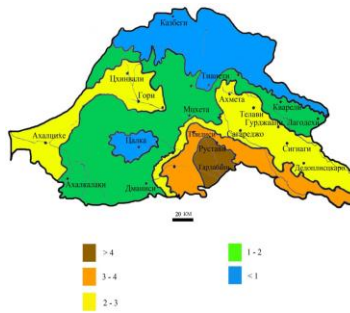 Казбеги
Цхинвали
Тианети
Гори
Ахмета
Кварели
Мцхета
Телави
Гурджаани
Лагодехи
Тбилиси
Сагареджо
Ахалцихе
Цалка
Рустави
Сигнаги
Гардабани
Дедоплисцкаро
Ахалкалаки
Дманиси
20 км
> 4
1 - 2
3 - 4
< 1
2 - 3